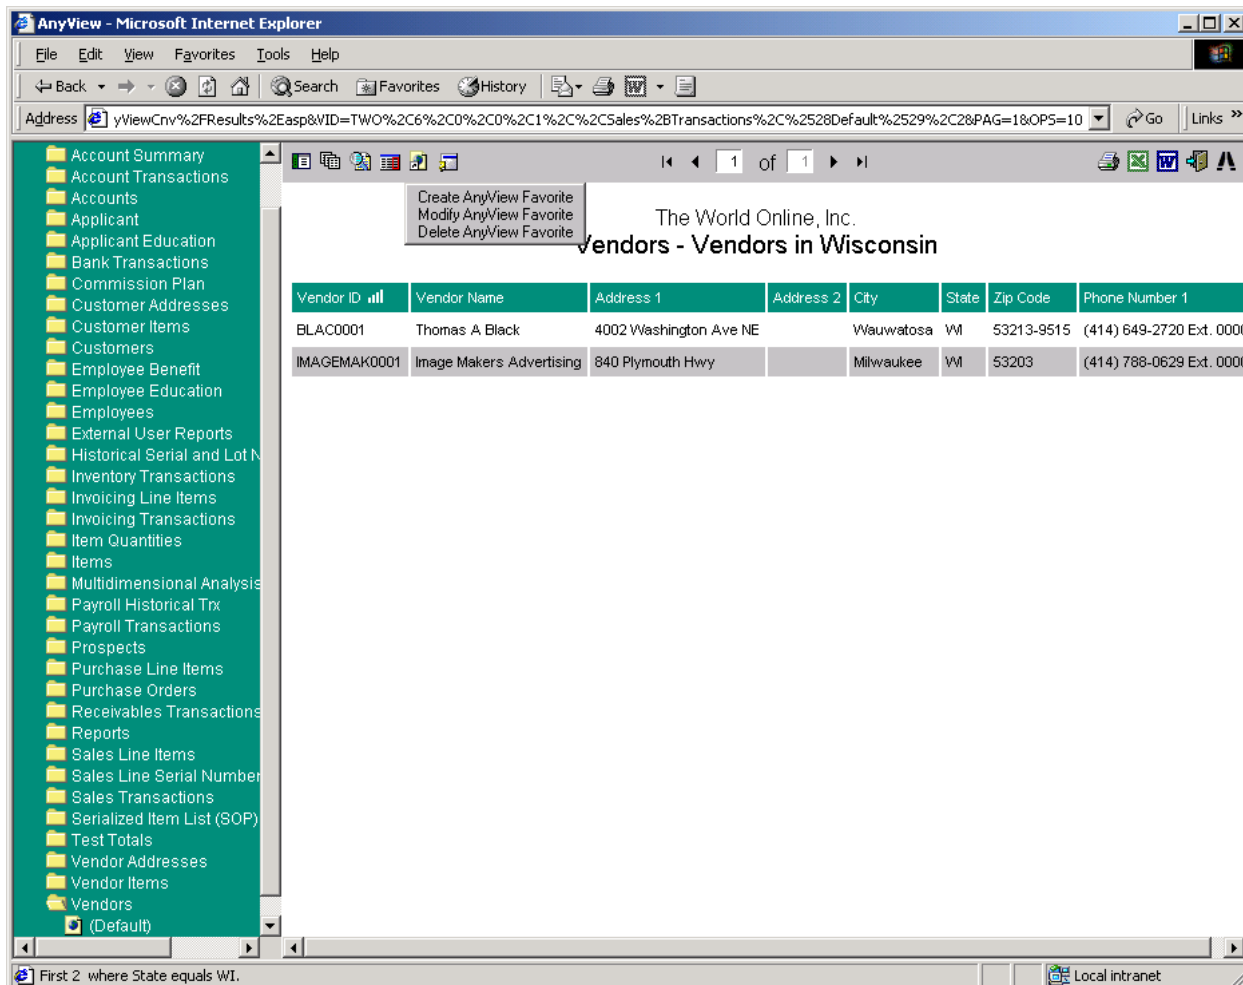 AnyView - Microsoft Internet Explorer
File Edit View Favorites Tools Help
Back Search Favorites History
Address yViewCnv%2FResults%2Easp&VID=TWO%2C6%2C0%2C0%2C1%2C%2CSales%2BTransactions%2C%2528Default%2529%2C2&PAG=1&OPS=10 Go Links »
1 of 1
Create AnyView Favorite
Modify AnyView Favorite
Delete AnyView Favorite
Account Summary
Account Transactions
Accounts
Applicant
Applicant Education
Bank Transactions
Commission Plan
Customer Addresses
Customer Items
Customers
Employee Benefit
Employee Education
Employees
External User Reports
Historical Serial and Lot N
Inventory Transactions
Invoicing Line Items
Invoicing Transactions
Item Quantities
Items
Multidimensional Analysis
Payroll Historical Trx
Payroll Transactions
Prospects
Purchase Line Items
Purchase Orders
Receivables Transactions
Reports
Sales Line Items
Sales Line Serial Number
Sales Transactions
Serialized Item List (SOP)
Test Totals
Vendor Addresses
Vendor Items
Vendors
(Default)
The World Online, Inc.
Vendors - Vendors in Wisconsin
Vendor ID Vendor Name Address 1 Address 2 City State Zip Code Phone Number 1
BLAC0001 Thomas A Black 4002 Washington Ave NE Wauwatosa WI 53213-9515 (414) 649-2720 Ext. 000
IMAGEMAK0001 Image Makers Advertising 840 Plymouth Hwy Milwaukee WI 53203 (414) 788-0629 Ext. 000
First 2 where State equals WI.
Local intranet